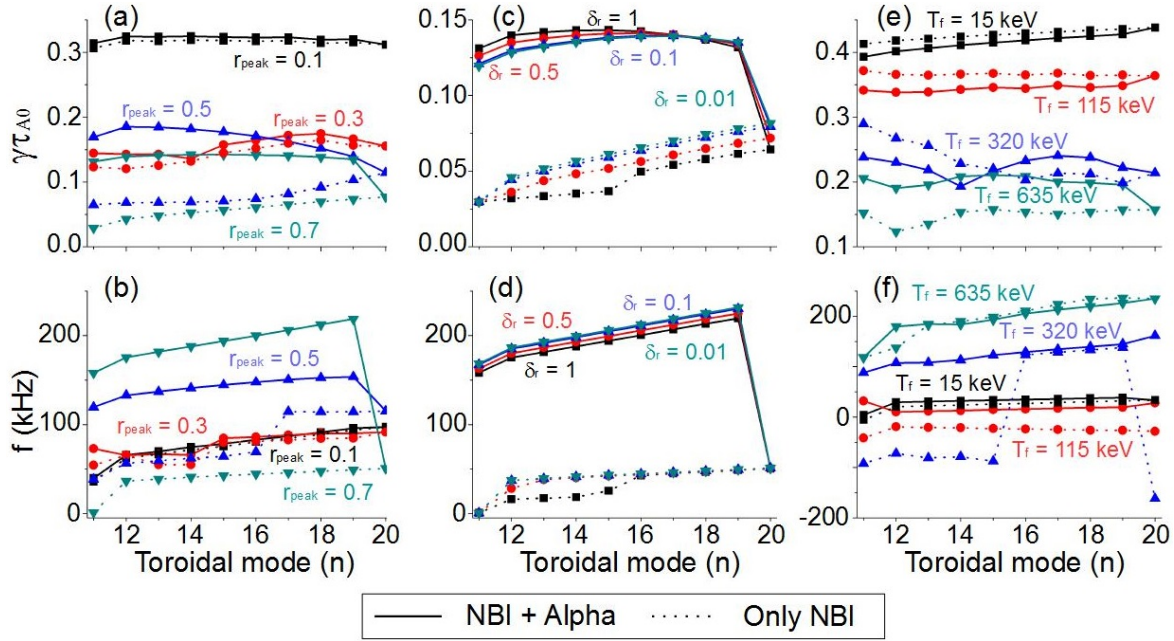 (a)
γτA0
0.3
0.2
0.1
0.0
rpeak = 0.1
rpeak = 0.5
rpeak = 0.3
rpeak = 0.7
(c)
0.15
0.10
0.05
0.00
δr = 1
δr = 0.5
δr = 0.1
δr = 0.01
(e)
0.4
0.3
0.2
0.1
Tf = 15 keV
Tf = 115 keV
Tf = 320 keV
Tf = 635 keV
(b)
f (kHz)
200
100
0
rpeak = 0.5
rpeak = 0.3
rpeak = 0.1
rpeak = 0.7
12 14 16 18 20
Toroidal mode (n)
(d)
200
100
0
δr = 0.1
δr = 0.5
δr = 0.01
δr = 1
12 14 16 18 20
Toroidal mode (n)
(f)
200
0
-200
Tf = 635 keV
Tf = 320 keV
Tf = 15 keV
Tf = 115 keV
12 14 16 18 20
Toroidal mode (n)
NBI + Alpha
Only NBI